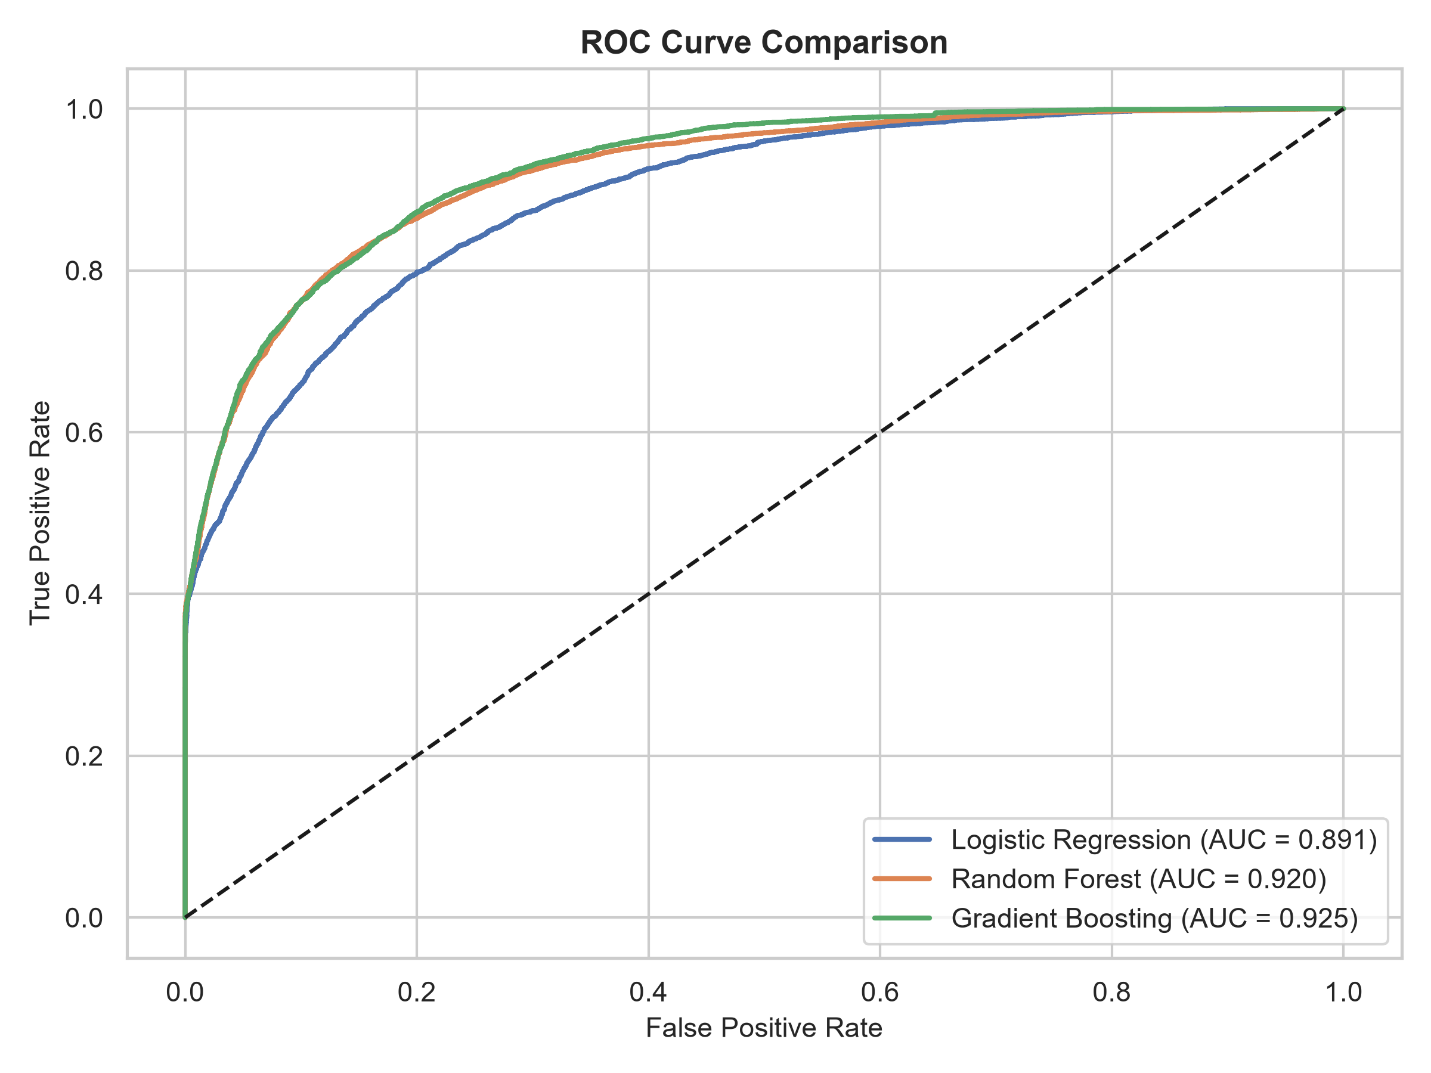 ROC Curve Comparison
True Positive Rate
1.0
0.8
0.6
0.4
0.2
0.0
Logistic Regression (AUC = 0.891)
Random Forest (AUC = 0.920)
Gradient Boosting (AUC = 0.925)
0.0 0.2 0.4 0.6 0.8 1.0
False Positive Rate